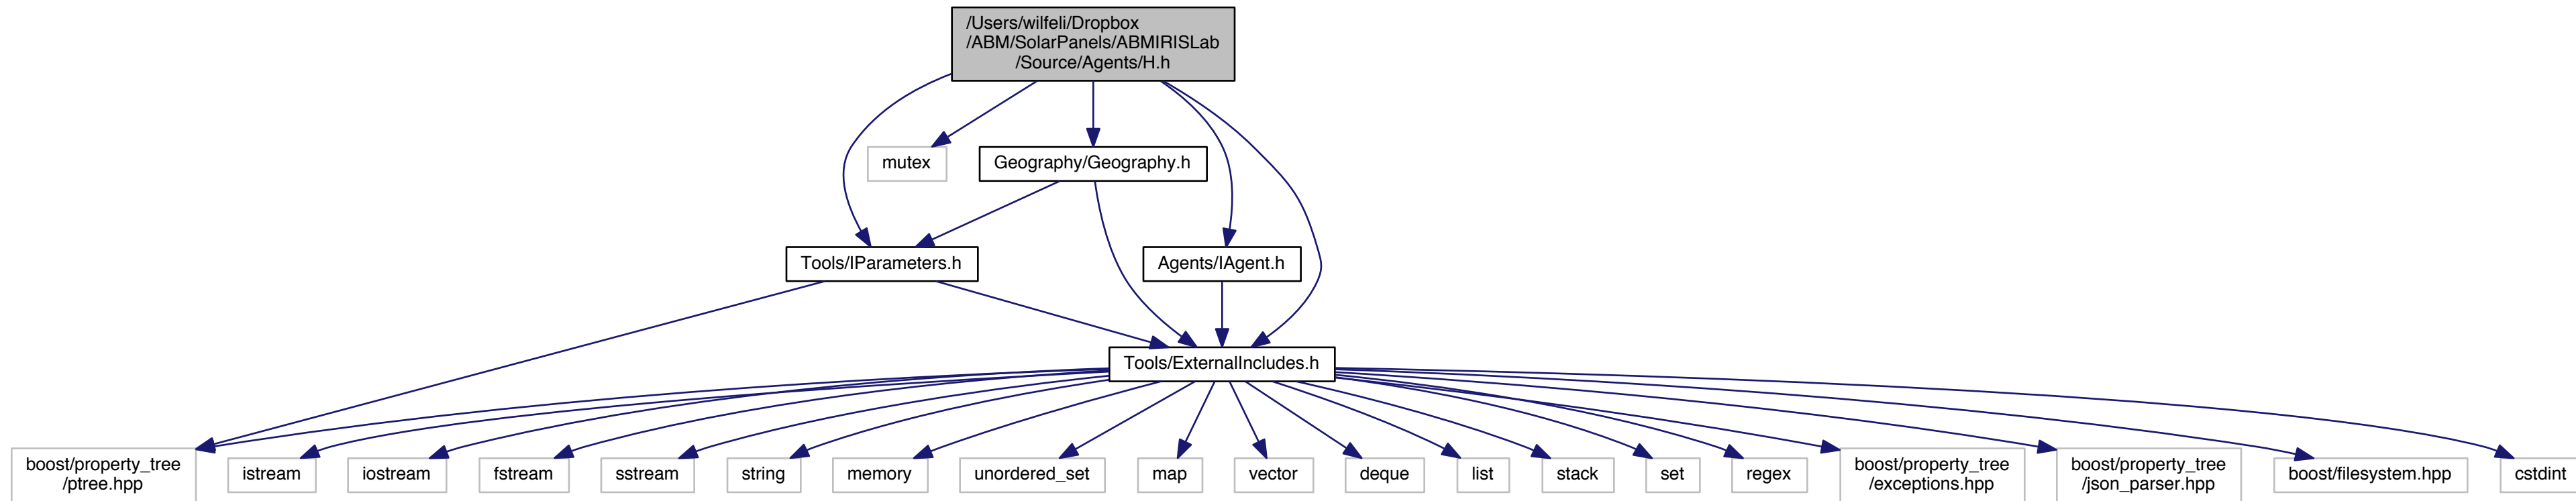 /Users/wilfeli/Dropbox
/ABM/SolarPanels/ABMIRISLab
/Source/Agents/H.h
mutex
Geography/Geography.h
Tools/IParameters.h
Agents/IAgent.h
Tools/ExternalIncludes.h
boost/property_tree
/ptree.hpp
istream
iostream
fstream
sstream
string
memory
unordered_set
map
vector
deque
list
stack
set
regex
boost/property_tree
/exceptions.hpp
boost/property_tree
/json_parser.hpp
boost/filesystem.hpp
cstdint